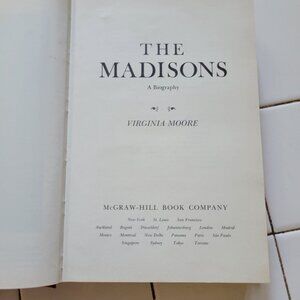 THE
MADISONS
A Biography
VIRGINIA MOORE
McGRAW-HILL BOOK COMPANY
New York St. Louis San Francisco
Auckland Bogotá Düsseldorf Johannesburg London Madrid
Mexico Montreal New Delhi Panama Paris São Paulo
Singapore Sydney Tokyo Toronto